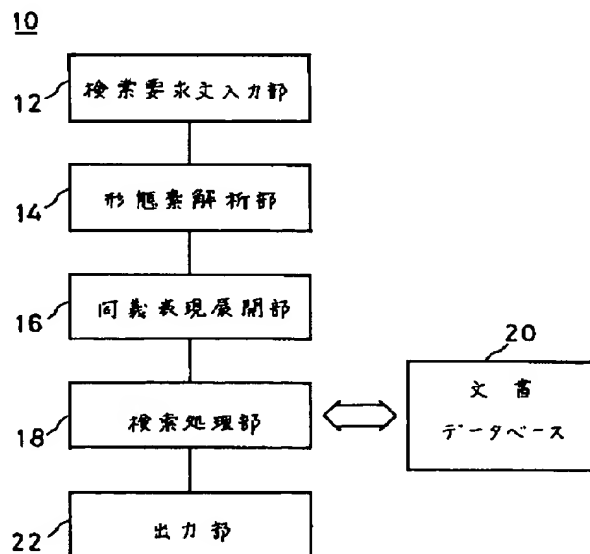 10
12 検索要求文入力部
14 形態素解析部
16 同義表現展開部
20
18 検索処理部
文書
データベース
22 出力部